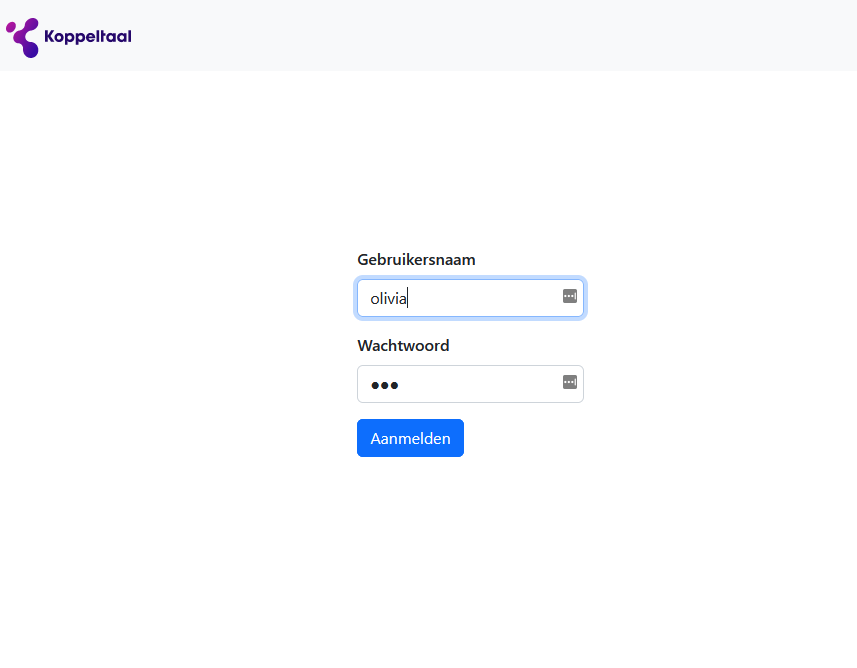 Koppeltaal
Gebruikersnaam
olivia
Wachtwoord
●●●
Aanmelden